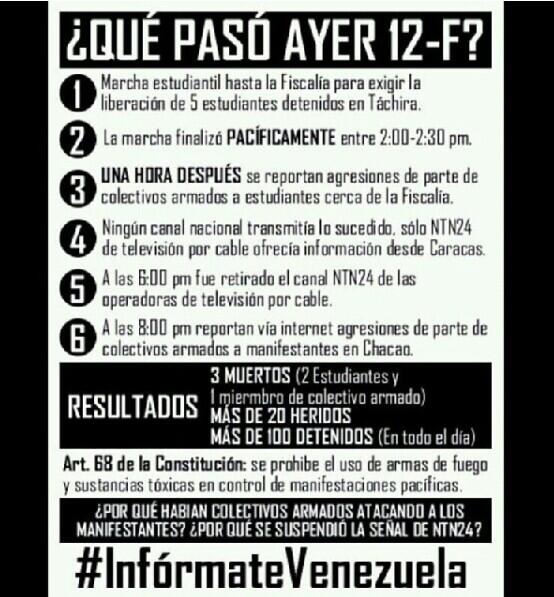 ¿QUÉ PASÓ AYER 12-F?
1 Marcha estudiantil hasta la Fiscalía para exigir la
liberación de 5 estudiantes detenidos en Táchira.
2 La marcha finalizó PACÍFICAMENTE entre 2:00-2:30 pm.
3 UNA HORA DESPUÉS se reportan agresiones de parte de
colectivos armados a estudiantes cerca de la Fiscalía.
4 Ningún canal nacional transmitía lo sucedido, sólo NTN24
de televisión por cable ofrecía información desde Caracas.
5 A las 6:00 pm fue retirado el canal NTN24 de las
operadoras de televisión por cable.
6 A las 8:00 pm reportan vía internet agresiones de parte de
colectivos armados a manifestantes en Chacao.
RESULTADOS
3 MUERTOS (2 Estudiantes y
1 miermbro de colectivo armado)
MÁS DE 20 HERIDOS
MÁS DE 100 DETENIDOS (En todo el día)
Art. 68 de la Constitución: se prohibe el uso de armas de fuego
y sustancias tóxicas en control de manifestaciones pacíficas.
¿POR QUÉ HABIAN COLECTIVOS ARMADOS ATACANDO A LOS
MANIFESTANTES? ¿POR QUÉ SE SUSPENDIÓ LA SEÑAL DE NTN24?
#InfórmateVenezuela